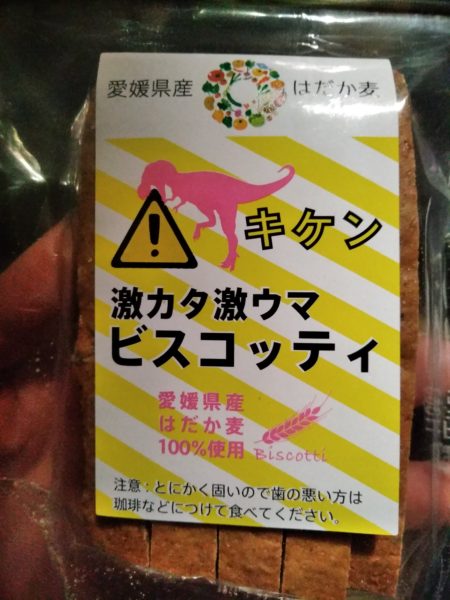 愛媛県産 はだか麦
キケン
激カタ激ウマ
ビスコッティ
愛媛県産
はだか麦
100%使用
Biscotti
注意：とにかく固いので歯の悪い方は
珈琲などにつけて食べてください。